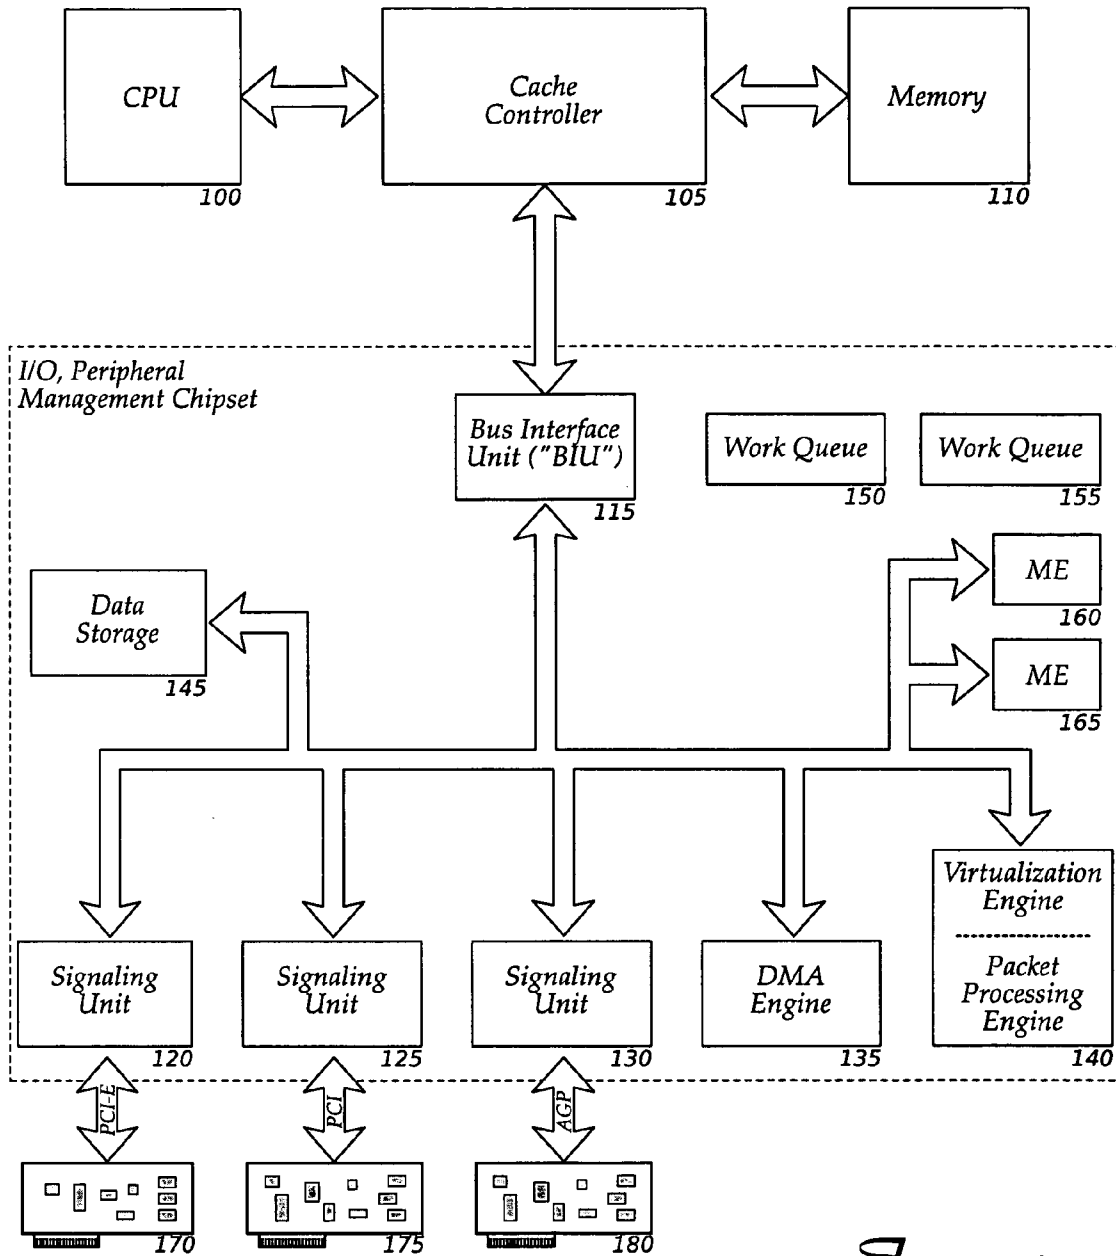 CPU
100
Cache
Controller
105
Memory
110
I/O, Peripheral
Management Chipset
Bus Interface
Unit ("BIU")
115
Work Queue
150
Work Queue
155
ME
160
ME
165
Data
Storage
145
Virtualization
Engine
Packet
Processing
Engine
140
Signaling
Unit
120
Signaling
Unit
125
Signaling
Unit
130
DMA
Engine
135
PCI-E
PCI
AGP
170
175
180